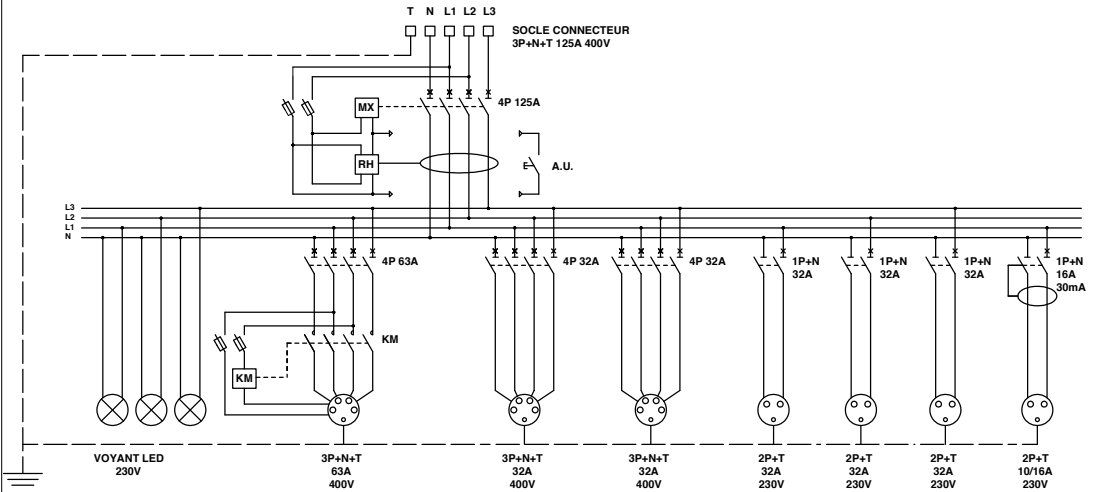 T N L1 L2 L3
SOCLE CONNECTEUR
3P+N+T 125A 400V
MX
4P 125A
RH
A.U.
L3
L2
L1
N
4P 63A
4P 32A
4P 32A
1P+N
32A
1P+N
32A
1P+N
32A
1P+N
16A
30mA
KM
KM
VOYANT LED
230V
3P+N+T
63A
400V
3P+N+T
32A
400V
3P+N+T
32A
400V
2P+T
32A
230V
2P+T
32A
230V
2P+T
32A
230V
2P+T
10/16A
230V